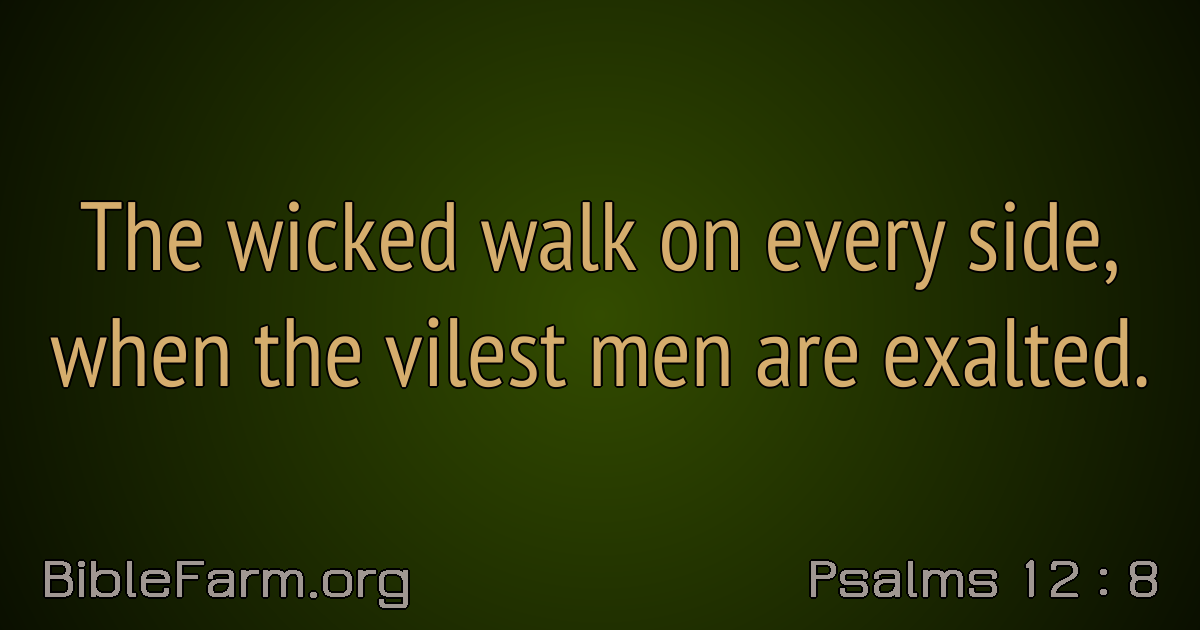 The wicked walk on every side,
when the vilest men are exalted.
BibleFarm.org
Psalms 12 : 8